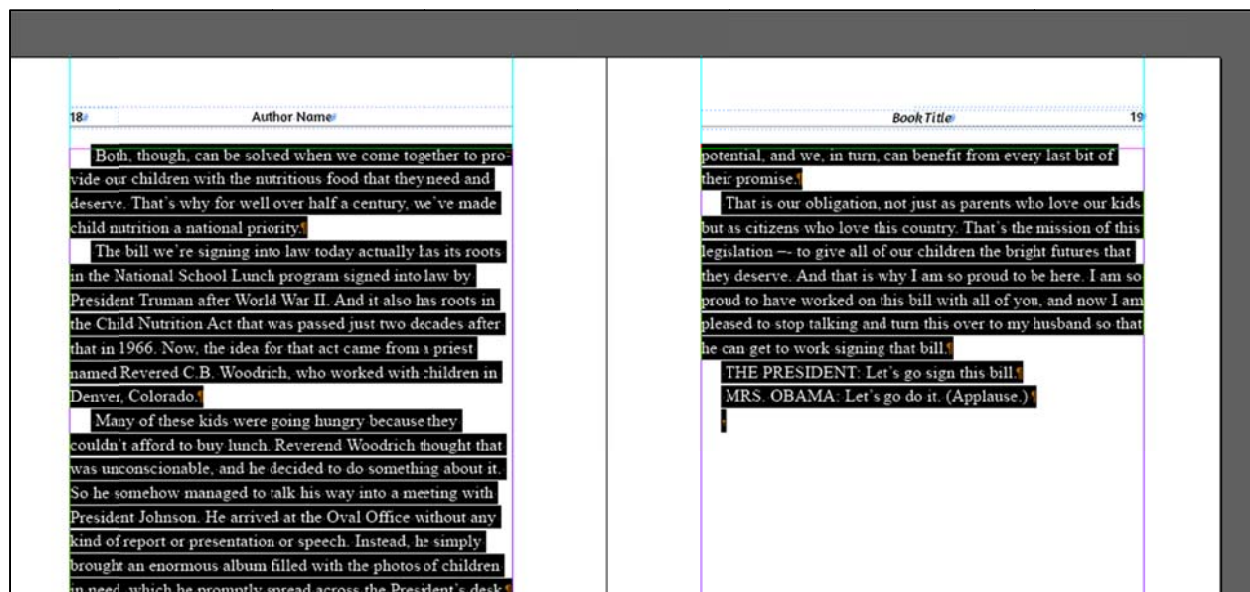 18 Author Name
Both, though, can be solved when we come together to pro-
vide our children with the nutritious food that they need and
deserve. That's why for well over half a century, we've made
child nutrition a national priority.¶
The bill we're signing into law today actually has its roots
in the National School Lunch program signed into law by
President Truman after World War II. And it also has roots in
the Child Nutrition Act that was passed just two decades after
that in 1966. Now, the idea for that act came from a priest
named Revered C.B. Woodrich, who worked with children in
Denver, Colorado.¶
Many of these kids were going hungry because they
couldn't afford to buy lunch. Reverend Woodrich thought that
was unconscionable, and he decided to do something about it.
So he somehow managed to talk his way into a meeting with
President Johnson. He arrived at the Oval Office without any
kind of report or presentation or speech. Instead, he simply
brought an enormous album filled with the photos of children
in need, which he promptly spread across the President's desk.¶
Book Title 19
potential, and we, in turn, can benefit from every last bit of
their promise.¶
That is our obligation, not just as parents who love our kids
but as citizens who love this country. That's the mission of this
legislation -- to give all of our children the bright futures that
they deserve. And that is why I am so proud to be here. I am so
proud to have worked on this bill with all of you, and now I am
pleased to stop talking and turn this over to my husband so that
he can get to work signing that bill.¶
THE PRESIDENT: Let's go sign this bill.¶
MRS. OBAMA: Let's go do it. (Applause.)¶
¶